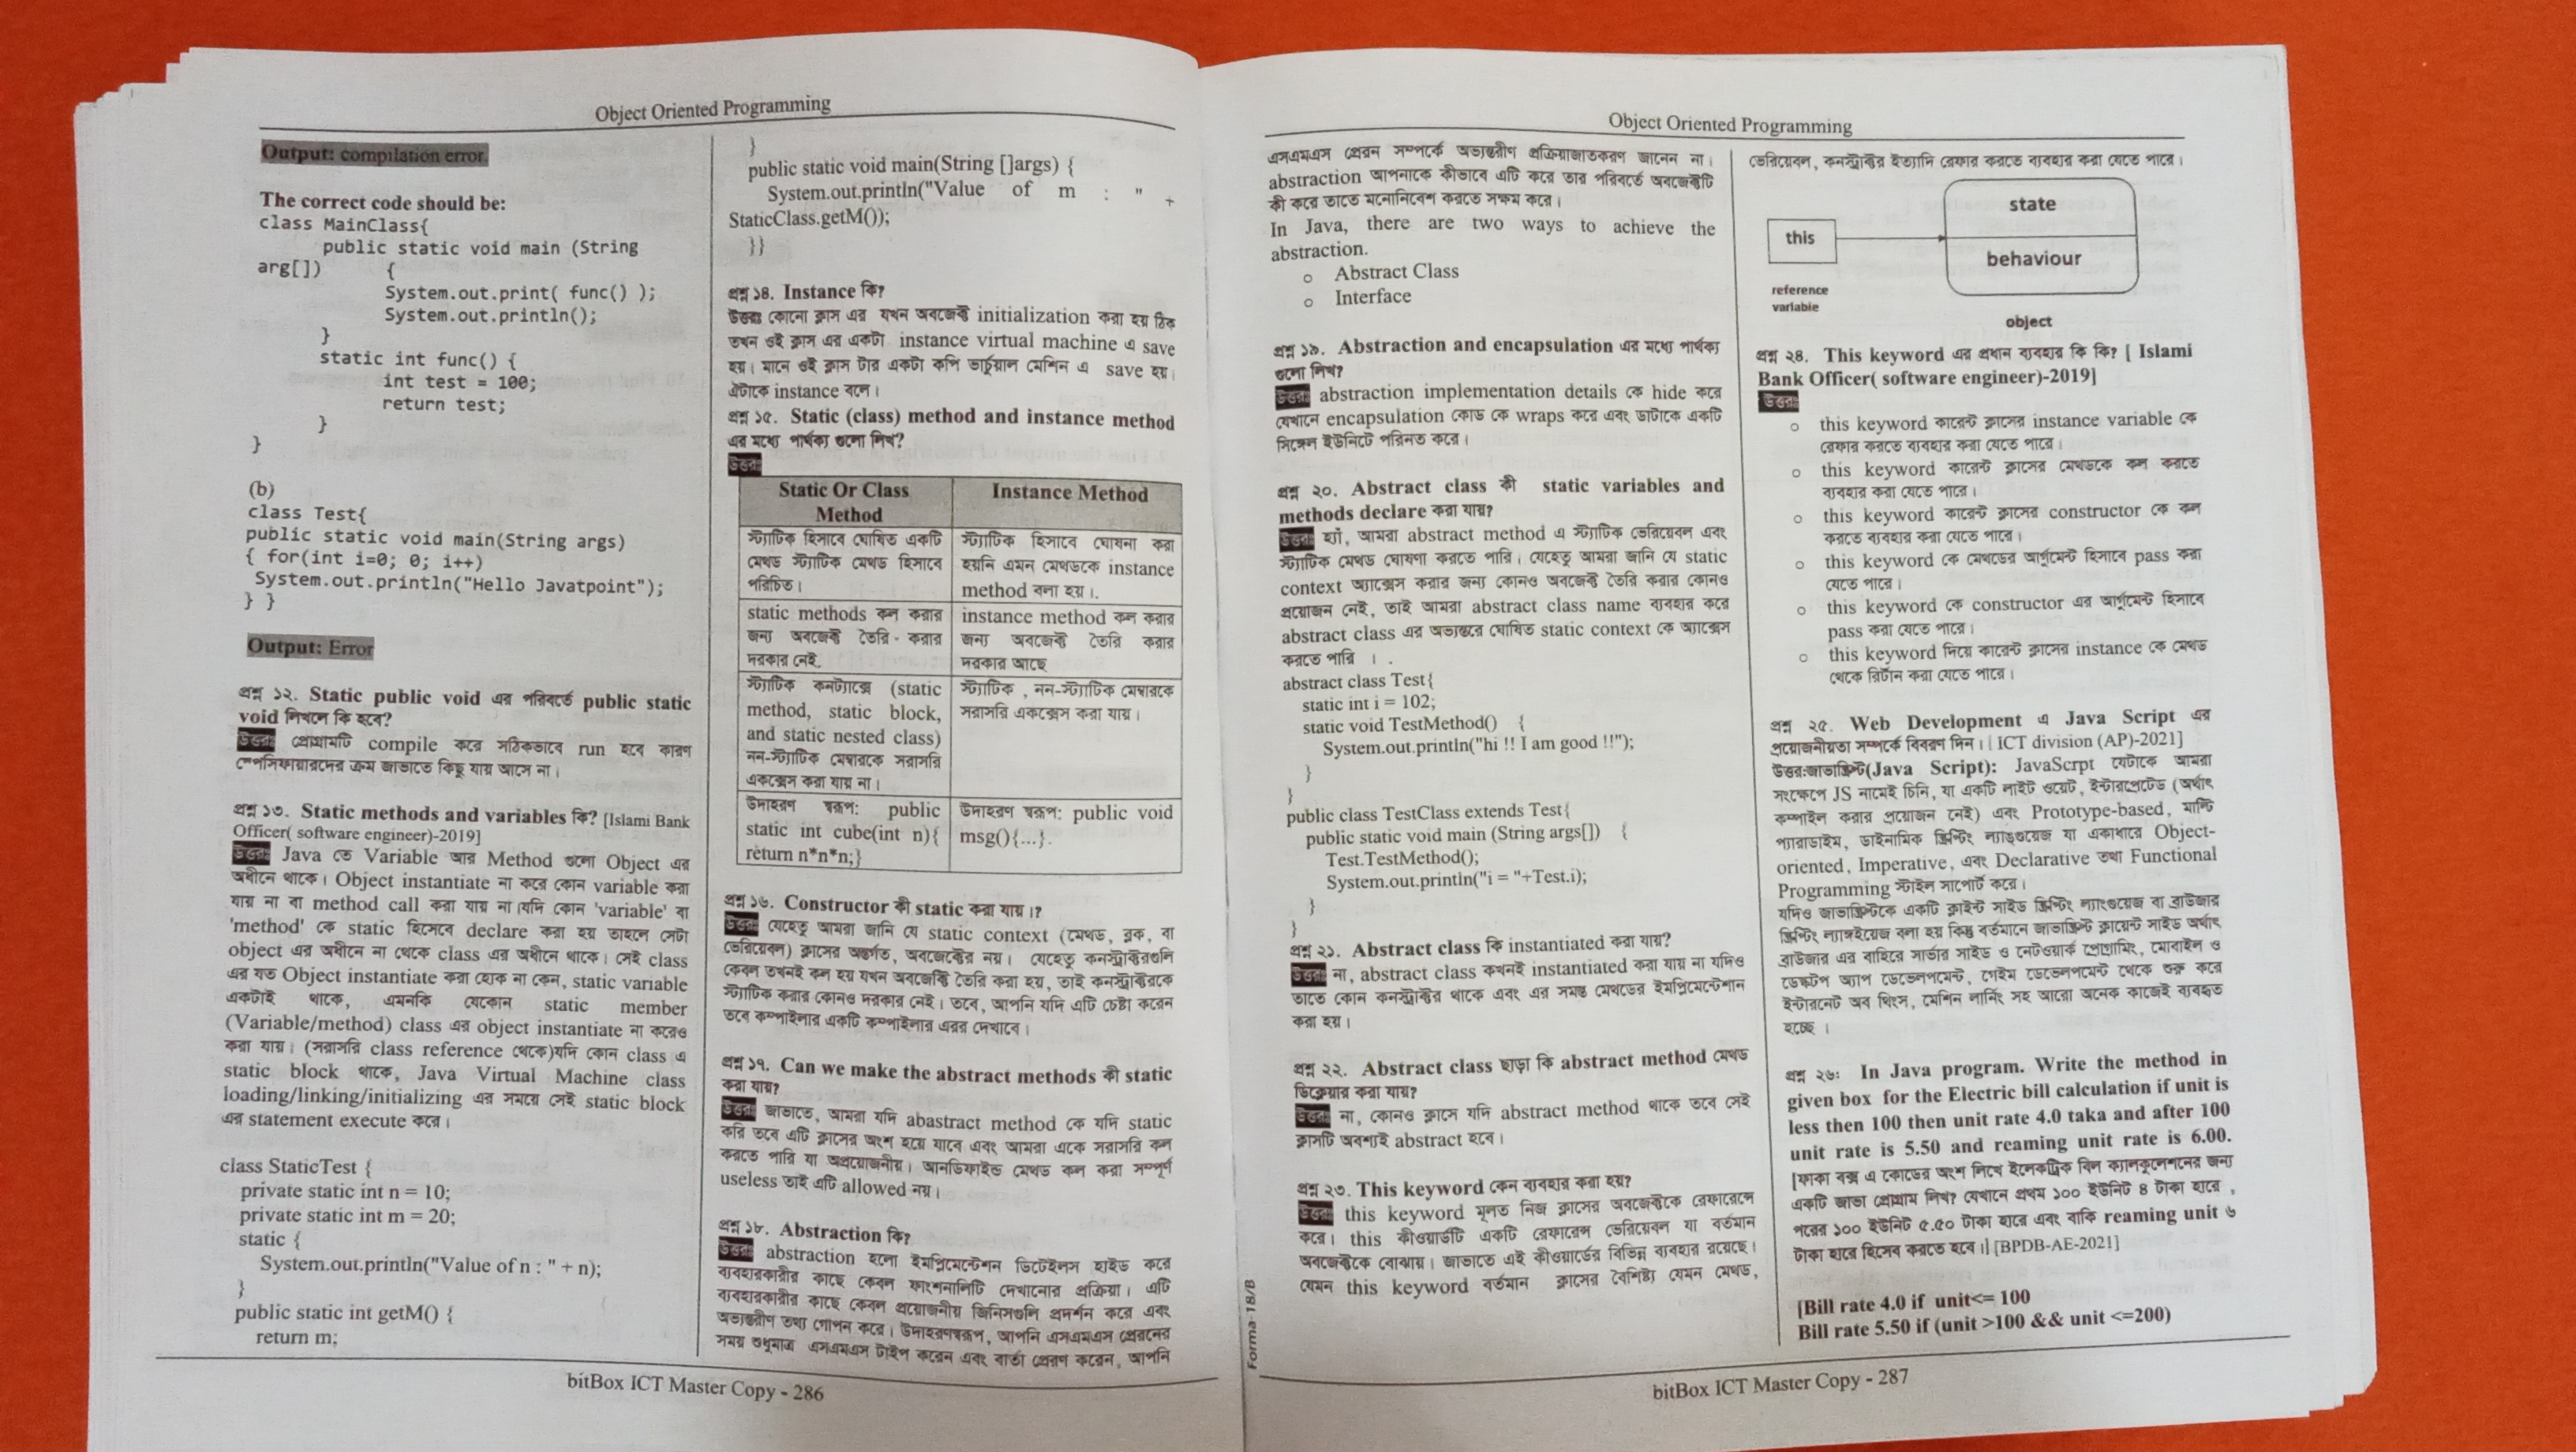 Object Oriented Programming
Output: compilation error.
The correct code should be:
class MainClass{
public static void main (String
arg[]) {
System.out.print( func() );
System.out.println();
}
static int func() {
int test = 100;
return test;
}
}
(b)
class Test{
public static void main(String args)
{ for(int i=0; 0; i++)
System.out.println("Hello Javatpoint");
} }
Output: Error
প্রশ্ন ১২. Static public void এর পরিবর্তে public static
void লিখলে কি হবে?
উত্তরঃ প্রোগ্রামটি compile করে সঠিকভাবে run হবে কারণ
স্পেসিফায়ারদের ক্রম জাভাতে কিছু যায় আসে না।
প্রশ্ন ১৩. Static methods and variables কি? [Islami Bank
Officer( software engineer)-2019]
উত্তরঃ Java তে Variable আর Method গুলো Object এর
অধীনে থাকে। Object instantiate না করে কোন variable করা
যায় না বা method call করা যায় না।যদি কোন 'variable' বা
'method' কে static হিসেবে declare করা হয় তাহলে সেটা
object এর অধীনে না থেকে class এর অধীনে থাকে। সেই class
এর যত Object instantiate করা হোক না কেন, static variable
একটাই থাকে, এমনকি যেকোন static member
(Variable/method) class এর object instantiate না করেও
করা যায়। (সরাসরি class reference থেকে)যদি কোন class এ
static block থাকে, Java Virtual Machine class
loading/linking/initializing এর সময়ে সেই static block
এর statement execute করে।
class StaticTest {
private static int n = 10;
private static int m = 20;
static {
System.out.println("Value of n : " + n);
}
public static int getM() {
return m;
}
public static void main(String []args) {
System.out.println("Value of m : " +
StaticClass.getM());
}}
প্রশ্ন ১৪. Instance কি?
উত্তরঃ কোনো ক্লাস এর যখন অবজেক্ট initialization করা হয় ঠিক
তখন ওই ক্লাস এর একটা instance virtual machine এ save
হয়। মানে ওই ক্লাস টার একটা কপি ভার্চুয়াল মেশিন এ save হয়।
এটাকে instance বলে।
প্রশ্ন ১৫. Static (class) method and instance method
এর মধ্যে পার্থক্য গুলো লিখ?
উত্তরঃ
Static Or Class
Method
Instance Method
স্ট্যাটিক হিসাবে ঘোষিত একটি
মেথড স্ট্যাটিক মেথড হিসাবে
পরিচিত।
স্ট্যাটিক হিসাবে ঘোষনা করা
হয়নি এমন মেথডকে instance
method বলা হয়।.
static methods কল করার
জন্য অবজেক্ট তৈরি - করার
দরকার নেই.
instance method কল করার
জন্য অবজেক্ট তৈরি করার
দরকার আছে
স্ট্যাটিক কনট্যাক্সে (static
method, static block,
and static nested class)
নন-স্ট্যাটিক মেম্বারকে সরাসরি
একক্সেস করা যায় না।
স্ট্যাটিক , নন-স্ট্যাটিক মেম্বারকে
সরাসরি একক্সেস করা যায়।
উদাহরণ স্বরূপ: public
static int cube(int n){
return n*n*n;}
উদাহরণ স্বরূপ: public void
msg(){...}.
প্রশ্ন ১৬. Constructor কী static করা যায়।?
উত্তরঃ যেহেতু আমরা জানি যে static context (মেথড, ব্লক, বা
ভেরিয়েবল) ক্লাসের অন্তর্গত, অবজেক্টের নয়। যেহেতু কনস্ট্রাক্টরগুলি
কেবল তখনই কল হয় যখন অবজেক্টি তৈরি করা হয়, তাই কনস্ট্রাক্টরকে
স্ট্যাটিক করার কোনও দরকার নেই। তবে, আপনি যদি এটি চেষ্টা করেন
তবে কম্পাইলার একটি কম্পাইলার এরর দেখাবে।
প্রশ্ন ১৭. Can we make the abstract methods কী static
করা যায়?
উত্তরঃ জাভাতে, আমরা যদি abastract method কে যদি static
করি তবে এটি ক্লাসের অংশ হয়ে যাবে এবং আমরা একে সরাসরি কল
করতে পারি যা অপ্রয়োজনীয়। আনডিফাইন্ড মেথড কল করা সম্পূর্ণ
useless তাই এটি allowed নয়।
প্রশ্ন ১৮. Abstraction কি?
উত্তরঃ abstraction হলো ইমপ্লিমেন্টেশন ডিটেইলস হাইড করে
ব্যবহারকারীর কাছে কেবল ফাংশনালিটি দেখানোর প্রক্রিয়া। এটি
ব্যবহারকারীর কাছে কেবল প্রয়োজনীয় জিনিসগুলি প্রদর্শন করে এবং
অভ্যন্তরীণ তথ্য গোপন করে। উদাহরণস্বরূপ, আপনি এসএমএস প্রেরনের
সময় শুধুমাত্র এসএমএস টাইপ করেন এবং বার্তা প্রেরণ করেন, আপনি
bitBox ICT Master Copy - 286
Object Oriented Programming
এসএমএস প্রেরন সম্পর্কে অভ্যন্তরীণ প্রক্রিয়াজাতকরণ জানেন না।
abstraction আপনাকে কীভাবে এটি করে তার পরিবর্তে অবজেক্টটি
কী করে তাতে মনোনিবেশ করতে সক্ষম করে।
In Java, there are two ways to achieve the
abstraction.
o Abstract Class
o Interface
প্রশ্ন ১৯. Abstraction and encapsulation এর মধ্যে পার্থক্য
গুলো লিখ?
উত্তরঃ abstraction implementation details কে hide করে
যেখানে encapsulation কোড কে wraps করে এবং ডাটাকে একটি
সিঙ্গেল ইউনিটে পরিনত করে।
প্রশ্ন ২০. Abstract class কী static variables and
methods declare করা যায়?
উত্তরঃ হ্যাঁ, আমরা abstract method এ স্ট্যাটিক ভেরিয়েবল এবং
স্ট্যাটিক মেথড ঘোষণা করতে পারি। যেহেতু আমরা জানি যে static
context অ্যাক্সেস করার জন্য কোনও অবজেক্ট তৈরি করার কোনও
প্রয়োজন নেই, তাই আমরা abstract class name ব্যবহার করে
abstract class এর অভ্যন্তরে ঘোষিত static context কে অ্যাক্সেস
করতে পারি । .
abstract class Test{
static int i = 102;
static void TestMethod() {
System.out.println("hi !! I am good !!");
}
}
public class TestClass extends Test{
public static void main (String args[]) {
Test.TestMethod();
System.out.println("i = "+Test.i);
}
}
প্রশ্ন ২১. Abstract class কি instantiated করা যায়?
উত্তরঃ না, abstract class কখনই instantiated করা যায় না যদিও
তাতে কোন কনস্ট্রাক্টর থাকে এবং এর সমস্ত মেথডের ইমপ্লিমেন্টেশান
করা হয়।
প্রশ্ন ২২. Abstract class ছাড়া কি abstract method মেথড
ডিক্লেয়ার করা যায়?
উত্তরঃ না, কোনও ক্লাসে যদি abstract method থাকে তবে সেই
ক্লাসটি অবশ্যই abstract হবে।
প্রশ্ন ২৩. This keyword কেন ব্যবহার করা হয়?
উত্তরঃ this keyword মূলত নিজ ক্লাসের অবজেক্টকে রেফারেন্সে
করে। this কীওয়ার্ডটি একটি রেফারেন্স ভেরিয়েবল যা বর্তমান
অবজেক্টকে বোঝায়। জাভাতে এই কীওয়ার্ডের বিভিন্ন ব্যবহার রয়েছে।
যেমন this keyword বর্তমান ক্লাসের বৈশিষ্ট্য যেমন মেথড,
ভেরিয়েবল, কনস্ট্রাক্টর ইত্যাদি রেফার করতে ব্যবহার করা যেতে পারে।
this
state
behaviour
reference
variable
object
প্রশ্ন ২৪. This keyword এর প্রধান ব্যবহার কি কি? [ Islami
Bank Officer( software engineer)-2019]
উত্তরঃ
o this keyword কারেন্ট ক্লাসের instance variable কে
রেফার করতে ব্যবহার করা যেতে পারে।
o this keyword কারেন্ট ক্লাসের মেথডকে কল করতে
ব্যবহার করা যেতে পারে।
o this keyword কারেন্ট ক্লাসের constructor কে কল
করতে ব্যবহার করা যেতে পারে।
o this keyword কে মেথডের আর্গুমেন্ট হিসাবে pass করা
যেতে পারে।
o this keyword কে constructor এর আর্গুমেন্ট হিসাবে
pass করা যেতে পারে।
o this keyword দিয়ে কারেন্ট ক্লাসের instance কে মেথড
থেকে রিটার্ন করা যেতে পারে।
প্রশ্ন ২৫. Web Development এ Java Script এর
প্রয়োজনীয়তা সম্পর্কে বিবরণ দিন। [ ICT division (AP)-2021]
উত্তর:জাভাস্ক্রিপ্ট(Java Script): JavaScrpt যেটাকে আমরা
সংক্ষেপে JS নামেই চিনি, যা একটি লাইট ওয়েট, ইন্টারপ্রেটেড (অর্থাৎ
কম্পাইল করার প্রয়োজন নেই) এবং Prototype-based, মাল্টি
প্যারাডাইম, ডাইনামিক স্ক্রিপ্টিং ল্যাঙগুয়েজ যা একাধারে Object-
oriented, Imperative, এবং Declarative তথা Functional
Programming স্টাইল সাপোর্ট করে।
যদিও জাভাস্ক্রিপ্টকে একটি ক্লাইন্ট সাইড স্ক্রিপ্টিং ল্যাংগুয়েজ বা ব্রাউজার
স্ক্রিপ্টিং ল্যাঙ্গইয়েজ বলা হয় কিন্তু বর্তমানে জাভাস্ক্রিপ্ট ক্লায়েন্ট সাইড অর্থাৎ
ব্রাউজার এর বাহিরে সার্ভার সাইড ও নেটওয়ার্ক প্রোগ্রামিং, মোবাইল ও
ডেস্কটপ অ্যাপ ডেভেলপমেন্ট, গেইম ডেভেলপমেন্ট থেকে শুরু করে
ইন্টারনেট অব থিংস, মেশিন লার্নিং সহ আরো অনেক কাজেই ব্যবহৃত
হচ্ছে ।
প্রশ্ন ২৬: In Java program. Write the method in
given box for the Electric bill calculation if unit is
less then 100 then unit rate 4.0 taka and after 100
unit rate is 5.50 and reaming unit rate is 6.00.
[ফাকা বক্স এ কোডের অংশ লিখে ইলেকট্রিক বিল ক্যালকুলেশনের জন্য
একটি জাভা প্রোগ্রাম লিখ? যেখানে প্রথম ১০০ ইউনিট ৪ টাকা হারে ,
পরের ১০০ ইউনিট ৫.৫০ টাকা হারে এবং বাকি reaming unit ৬
টাকা হারে হিসেব করতে হবে।] [BPDB-AE-2021]
[Bill rate 4.0 if unit<= 100
Bill rate 5.50 if (unit >100 && unit <=200)
Forma-18/B
bitBox ICT Master Copy - 287